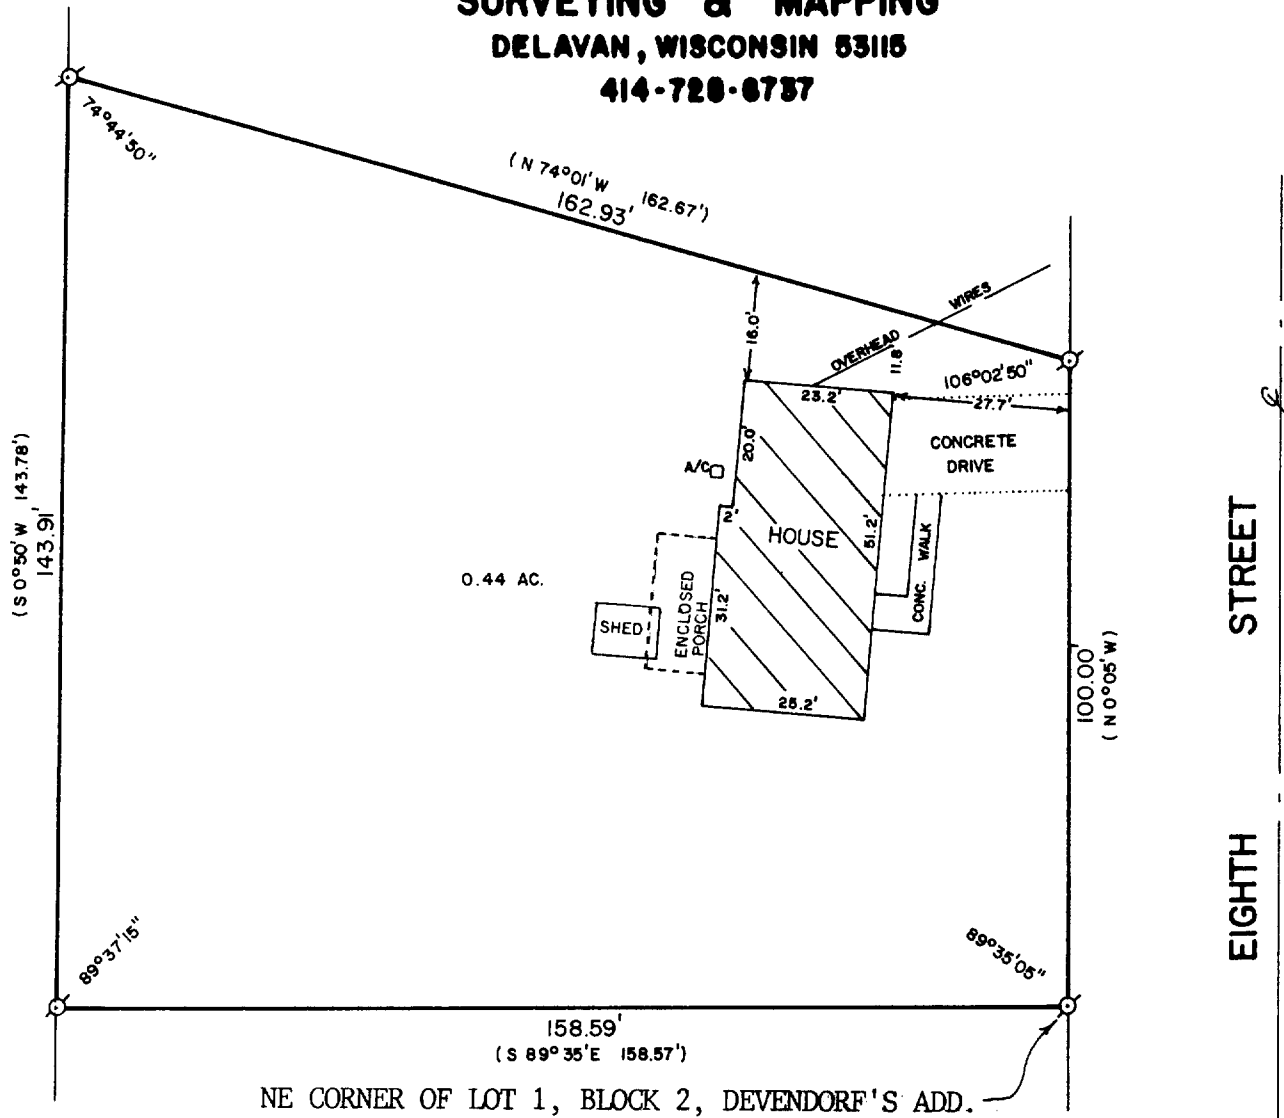 SURVEYING & MAPPING
DELAVAN, WISCONSIN 53115
414-728-6737
74°44'50"
(N 74°01'W 162.67')
162.93'
WIRES
OVERHEAD
16.0'
11.8'
106°02'50"
23.2'
27.7'
20.0'
CONCRETE
DRIVE
A/C
2'
HOUSE
51.2'
CONC. WALK
(S 0°50'W 143.78')
143.91'
0.44 AC.
SHED
ENCLOSED
PORCH
31.2'
25.2'
100.00
(N 0°05'W)
EIGHTH STREET
89°37'15"
89°35'05"
158.59'
(S 89°35'E 158.57')
NE CORNER OF LOT 1, BLOCK 2, DEVENDORF'S ADD.